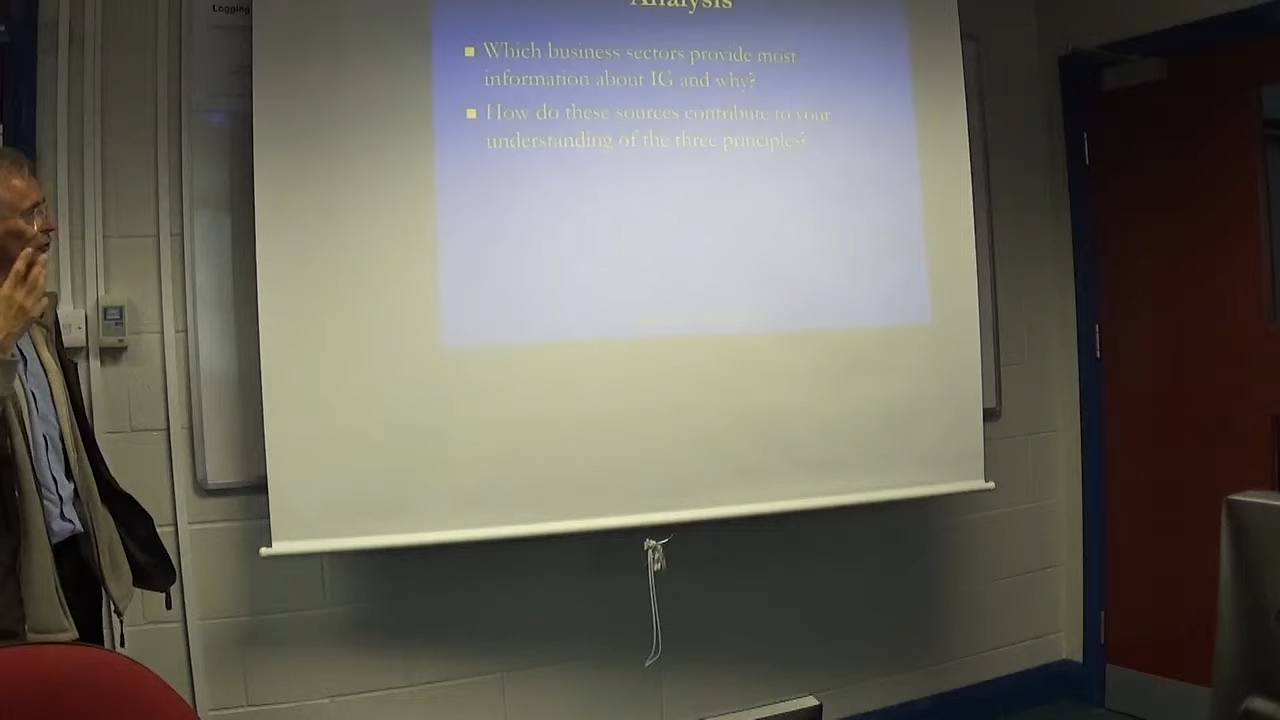 Logging
Analysis
Which business sectors provide most
information about IG and why?
How do these sources contribute to your
understanding of the three principles?